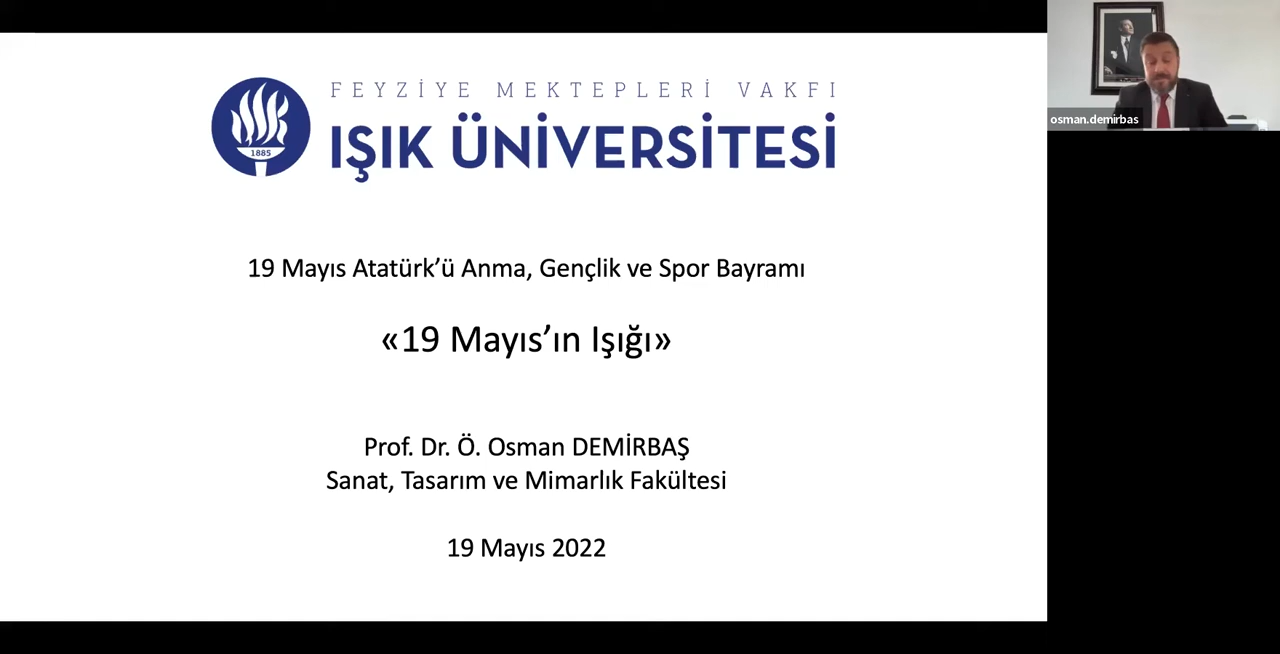 FEYZİYE MEKTEPLERİ VAKFI
IŞIK ÜNİVERSİTESİ
1885
19 Mayıs Atatürk’ü Anma, Gençlik ve Spor Bayramı
«19 Mayıs’ın Işığı»
Prof. Dr. Ö. Osman DEMİRBAŞ
Sanat, Tasarım ve Mimarlık Fakültesi
19 Mayıs 2022
osman.demirbas